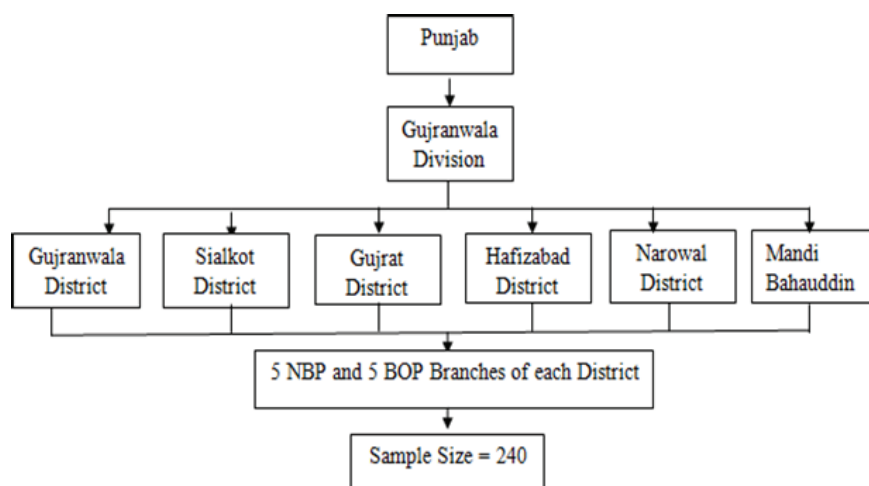 Punjab
Gujranwala
Division
Gujranwala
District
Sialkot
District
Gujrat
District
Hafizabad
District
Narowal
District
Mandi
Bahauddin
5 NBP and 5 BOP Branches of each District
Sample Size = 240